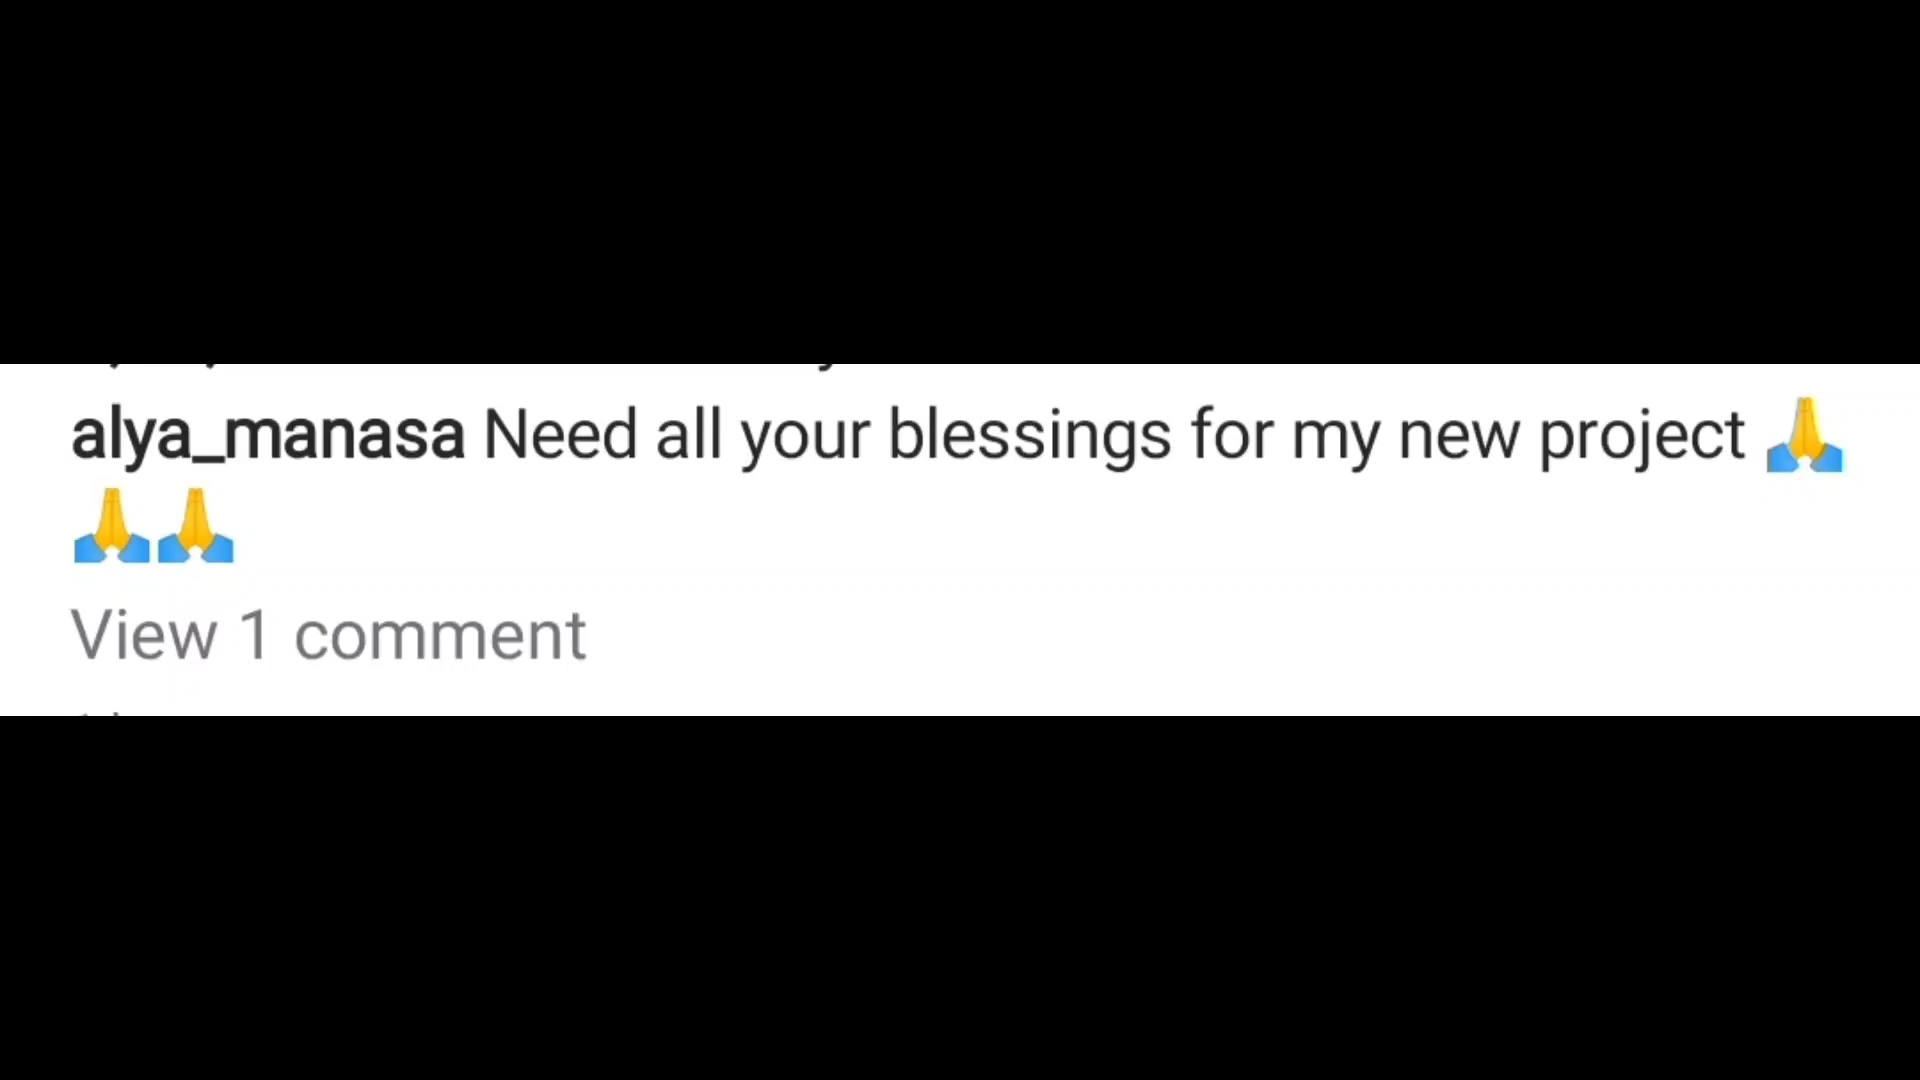 alya_manasa Need all your blessings for my new project 🙏
🙏🙏
View 1 comment